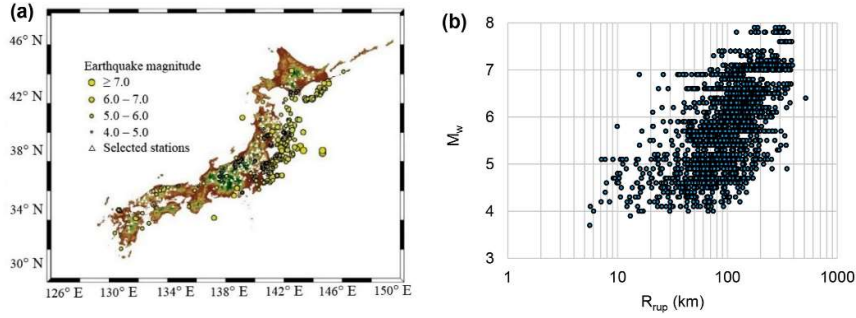 (a)
46° N
42° N
38° N
34° N
30° N
126° E
130° E
134° E
138° E
142° E
146° E
150° E
Earthquake magnitude
≥ 7.0
6.0 – 7.0
5.0 – 6.0
4.0 – 5.0
Selected stations
(b)
8
7
6
5
4
3
Mw
1
10
100
1000
Rrup (km)